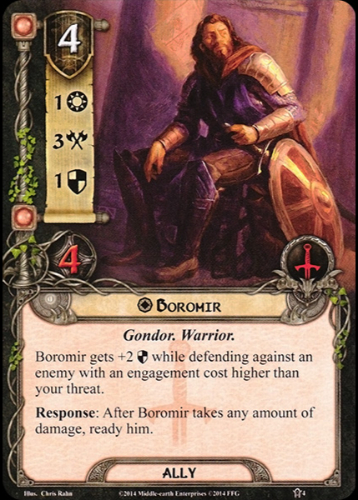 4
1
3
1
4
Boromir
Gondor. Warrior.
Boromir gets +2 while defending against an
enemy with an engagement cost higher than
your threat.
Response: After Boromir takes any amount of
damage, ready him.
ALLY
Illus. Chris Rahn ©2014 Middle-earth Enterprises ©2014 FFG 4